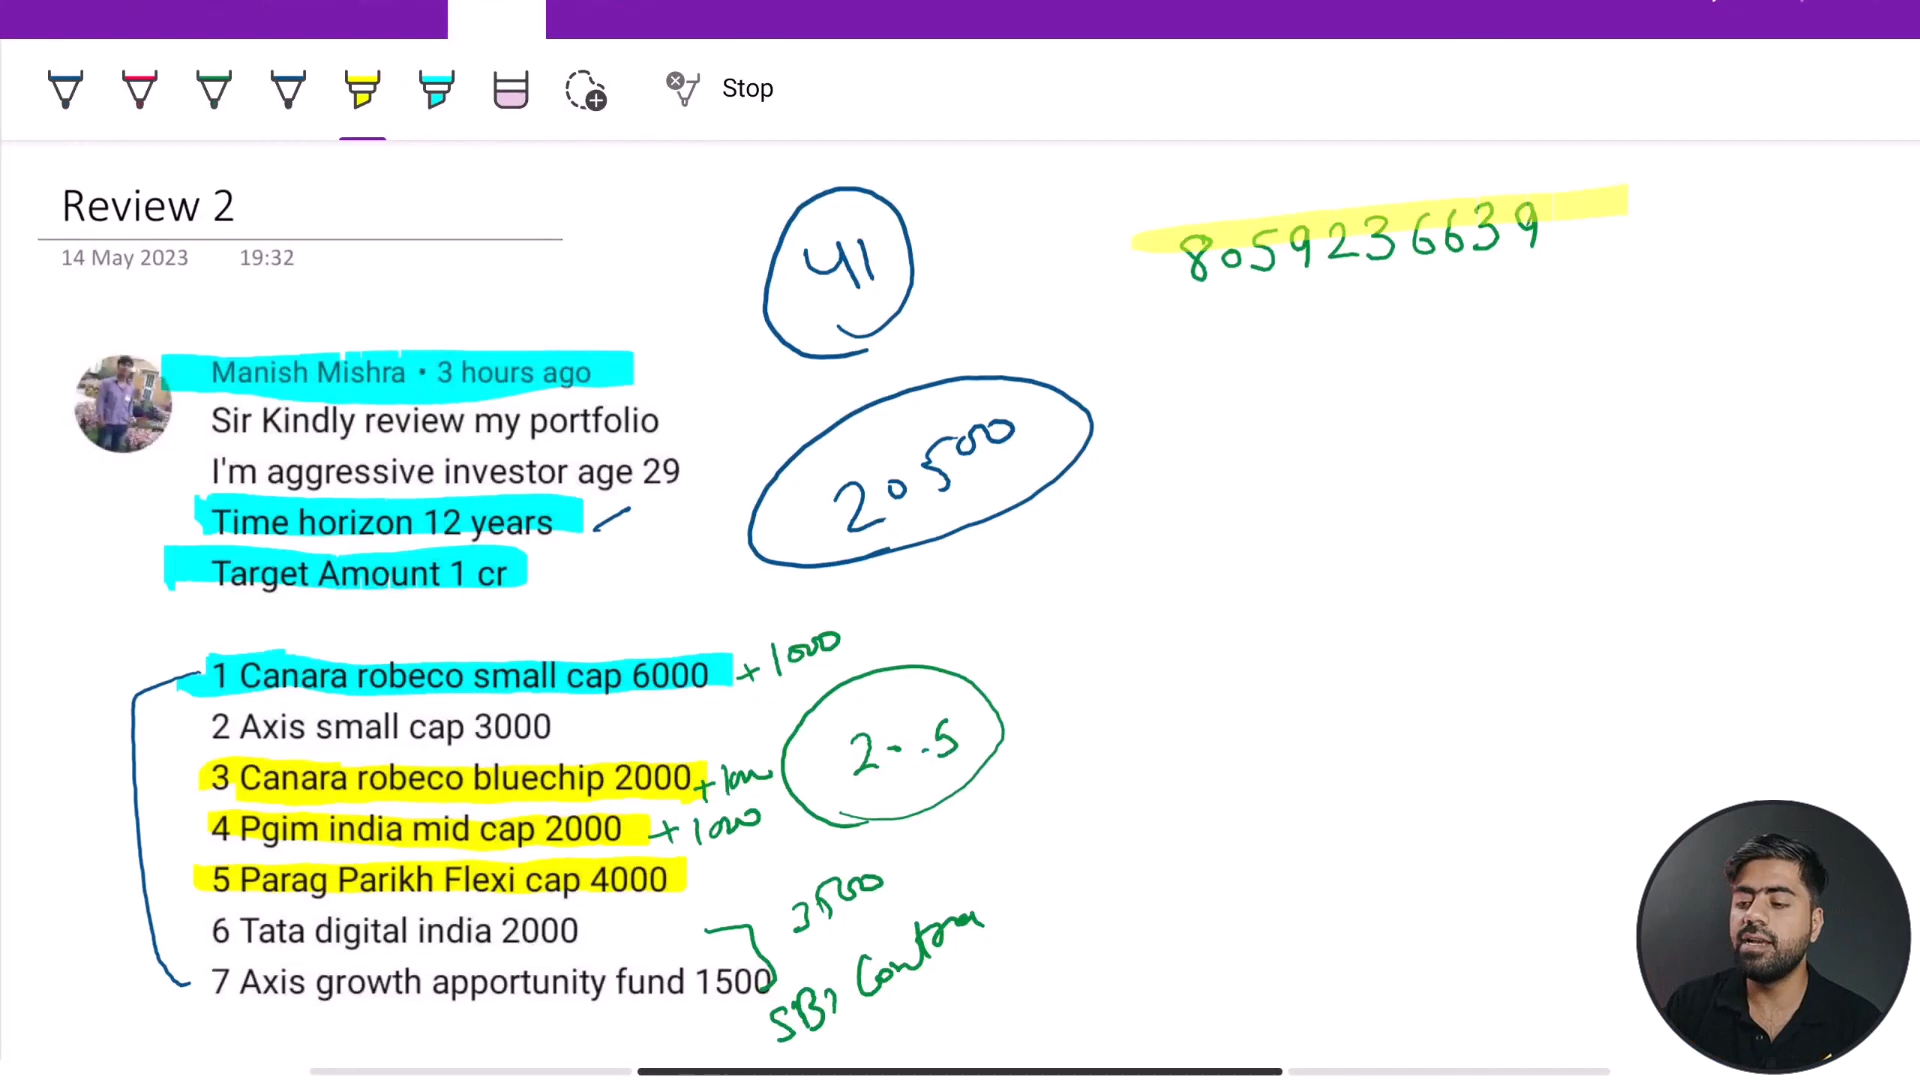 Stop
Review 2
14 May 2023 19:32
41
8059236639
Manish Mishra • 3 hours ago
Sir Kindly review my portfolio
I'm aggressive investor age 29
Time horizon 12 years
Target Amount 1 cr
20500
1 Canara robeco small cap 6000 + 1000
2 Axis small cap 3000
3 Canara robeco bluechip 2000
4 Pgim india mid cap 2000 + 1000
5 Parag Parikh Flexi cap 4000
6 Tata digital india 2000
7 Axis growth apportunity fund 1500
3500
SBI Contra